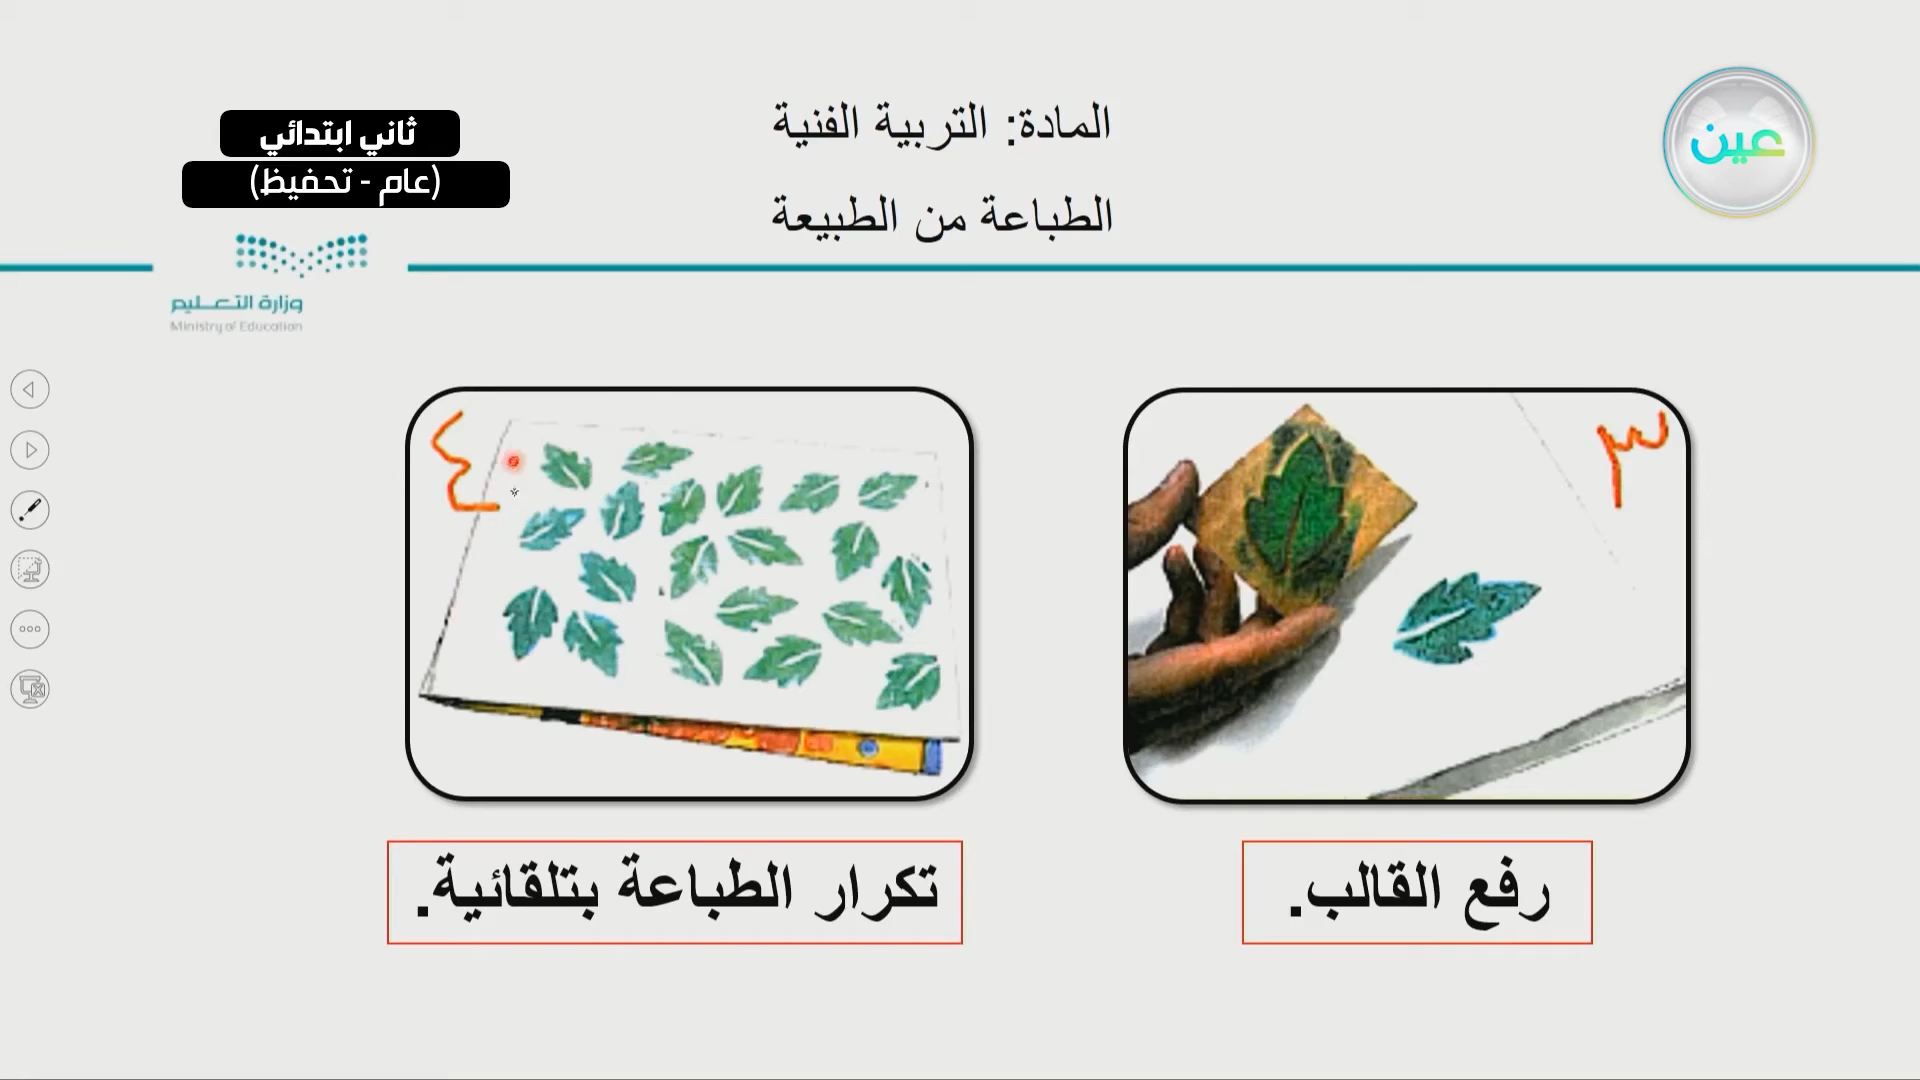 المادة: التربية الفنية
الطباعة من الطبيعة
عين
ثاني ابتدائي
(عام - تحفيظ)
وزارة التعليم
Ministry of Education
٣
٤
رفع القالب.
تكرار الطباعة بتلقائية.